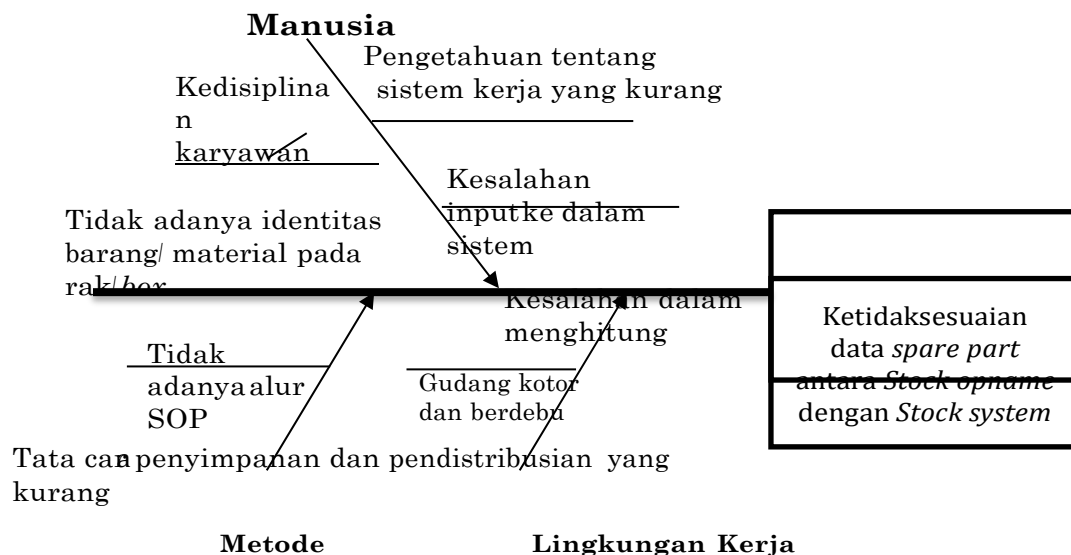 Manusia
Pengetahuan tentang
sistem kerja yang kurang
Kedisiplina
n
karyawan
Kesalahan
inputke dalam
sistem
Tidak adanya identitas
barang/ material pada
rak/box
Kesalahan dalam
menghitung
Ketidaksesuaian
data spare part
antara Stock opname
dengan Stock system
Tidak
adanya alur
SOP
Gudang kotor
dan berdebu
Tata cara penyimpanan dan pendistribusian yang
kurang
Metode
Lingkungan Kerja